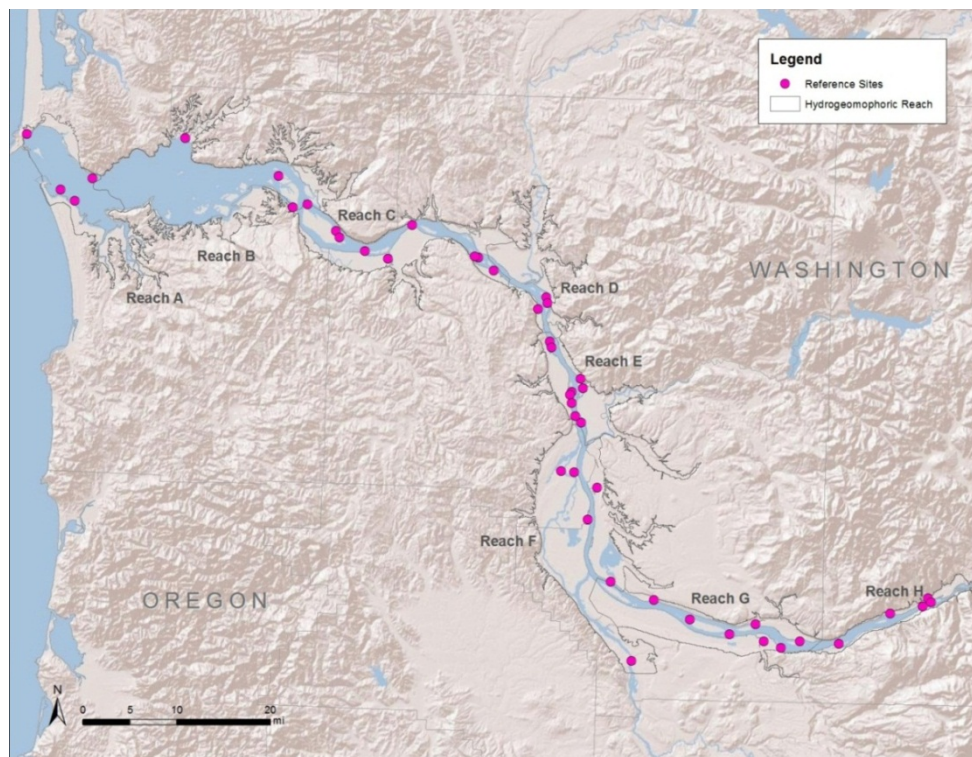 Legend
Reference Sites
Hydrogeomophoric Reach
Reach C
Reach B
WASHINGTON
Reach A
Reach D
Reach E
Reach F
OREGON
Reach G
Reach H
N
0 5 10 20
mi